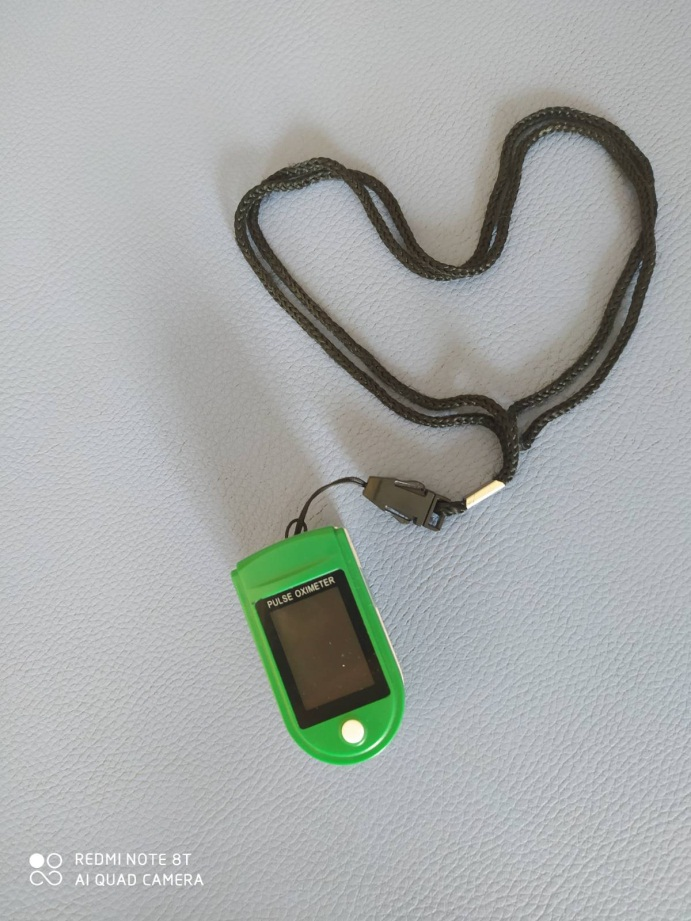 PULSE OXIMETER
REDMI NOTE 8T
AI QUAD CAMERA